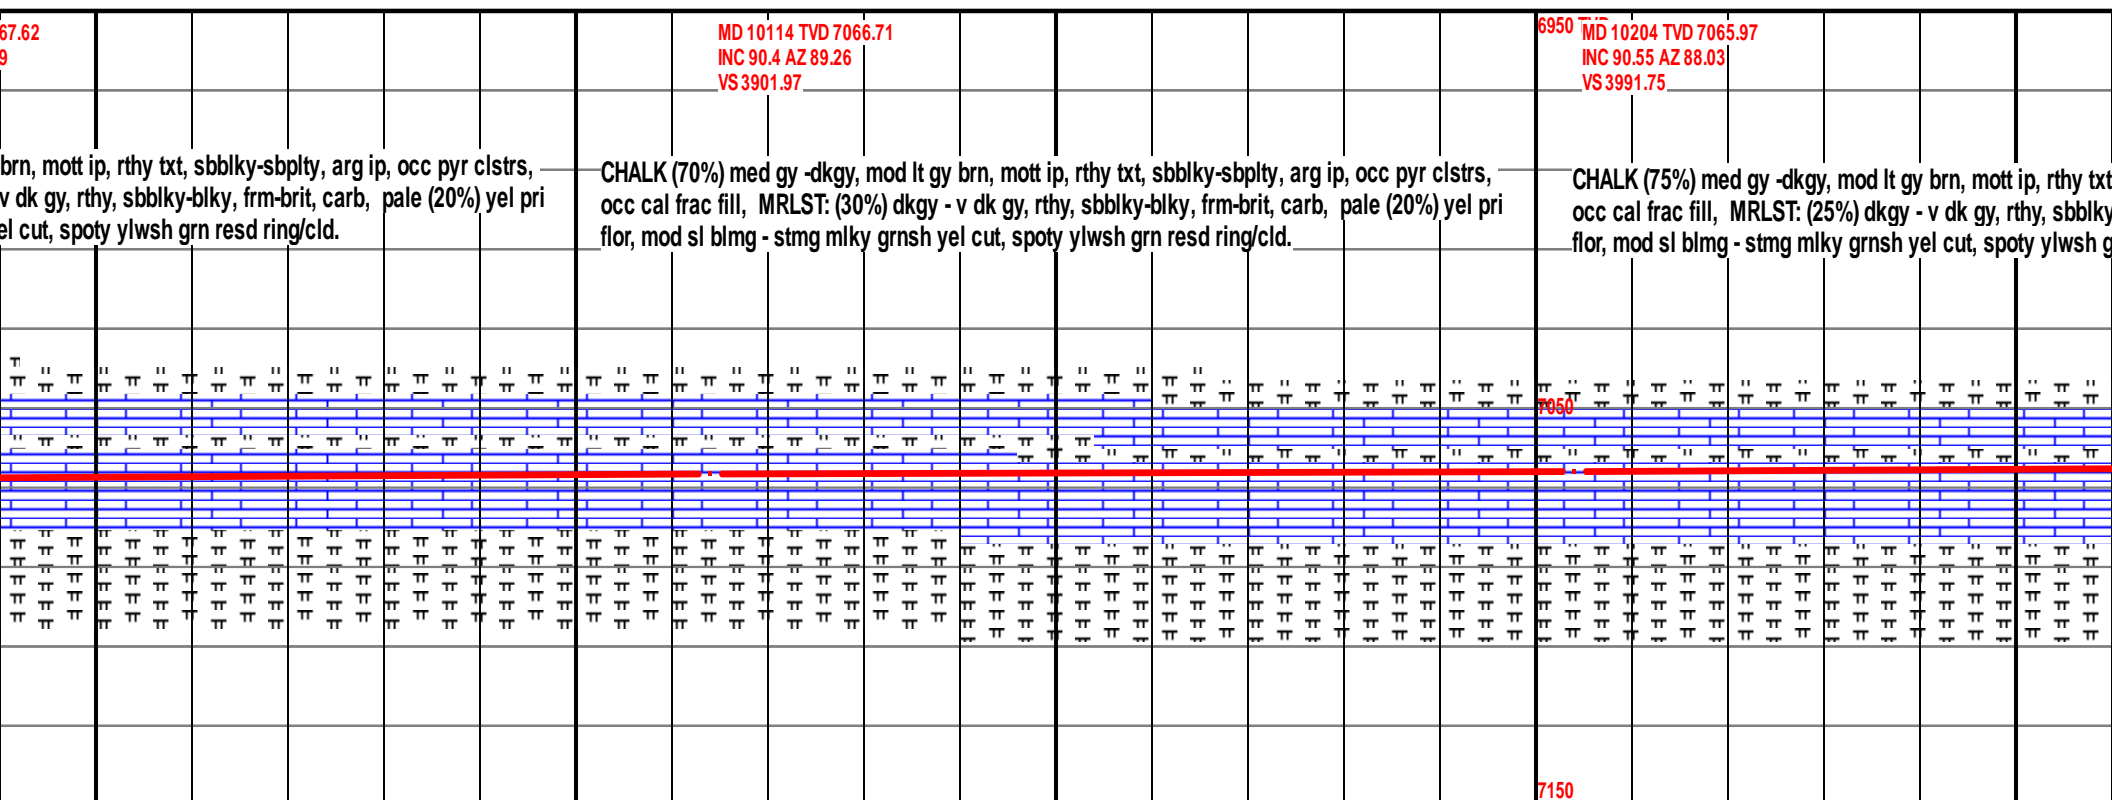 67.62
9
MD 10114 TVD 7066.71
INC 90.4 AZ 89.26
VS 3901.97
6950 TVD
MD 10204 TVD 7065.97
INC 90.55 AZ 88.03
VS 3991.75
brn, mott ip, rthy txt, sbblky-sbplty, arg ip, occ pyr clstrs,
v dk gy, rthy, sbblky-blky, frm-brit, carb, pale (20%) yel pri
el cut, spoty ylwsh grn resd ring/cld.
CHALK (70%) med gy -dkgy, mod lt gy brn, mott ip, rthy txt, sbblky-sbplty, arg ip, occ pyr clstrs,
occ cal frac fill, MRLST: (30%) dkgy - v dk gy, rthy, sbblky-blky, frm-brit, carb, pale (20%) yel pri
flor, mod sl blmg - stmg mlky grnsh yel cut, spoty ylwsh grn resd ring/cld.
CHALK (75%) med gy -dkgy, mod lt gy brn, mott ip, rthy txt
occ cal frac fill, MRLST: (25%) dkgy - v dk gy, rthy, sbblky
flor, mod sl blmg - stmg mlky grnsh yel cut, spoty ylwsh g
7050
7150